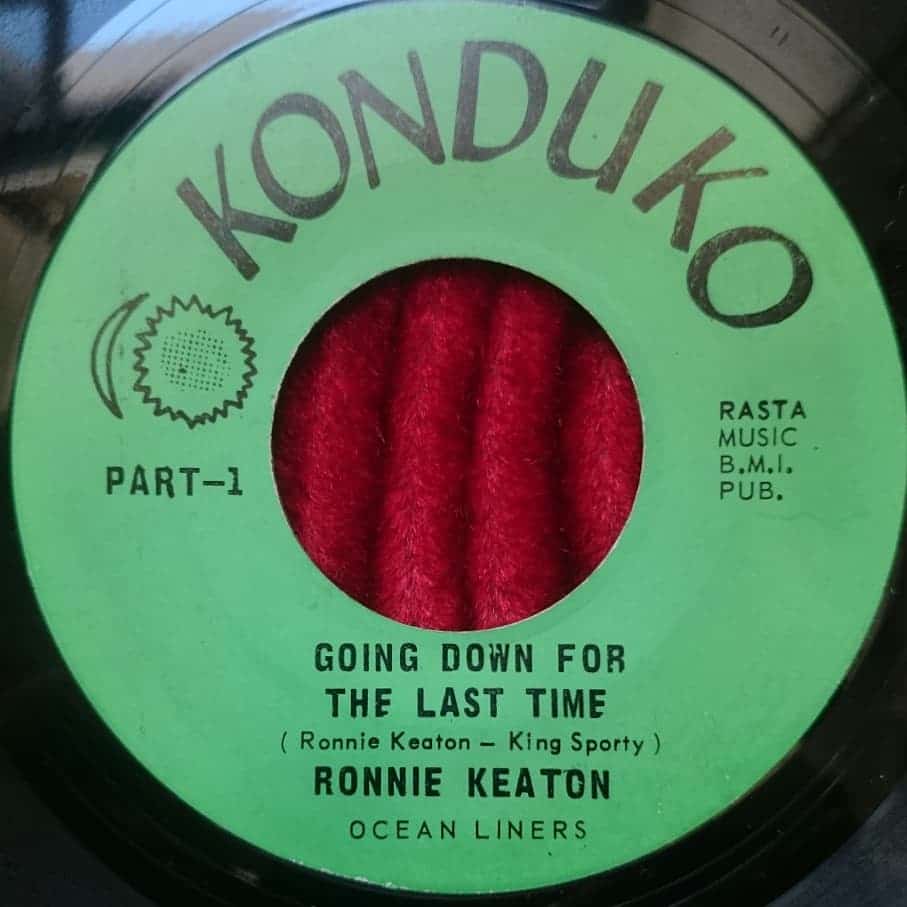 KONDUKO
PART-1
RASTA
MUSIC
B.M.I.
PUB.
GOING DOWN FOR
THE LAST TIME
( Ronnie Keaton – King Sporty )
RONNIE KEATON
OCEAN LINERS